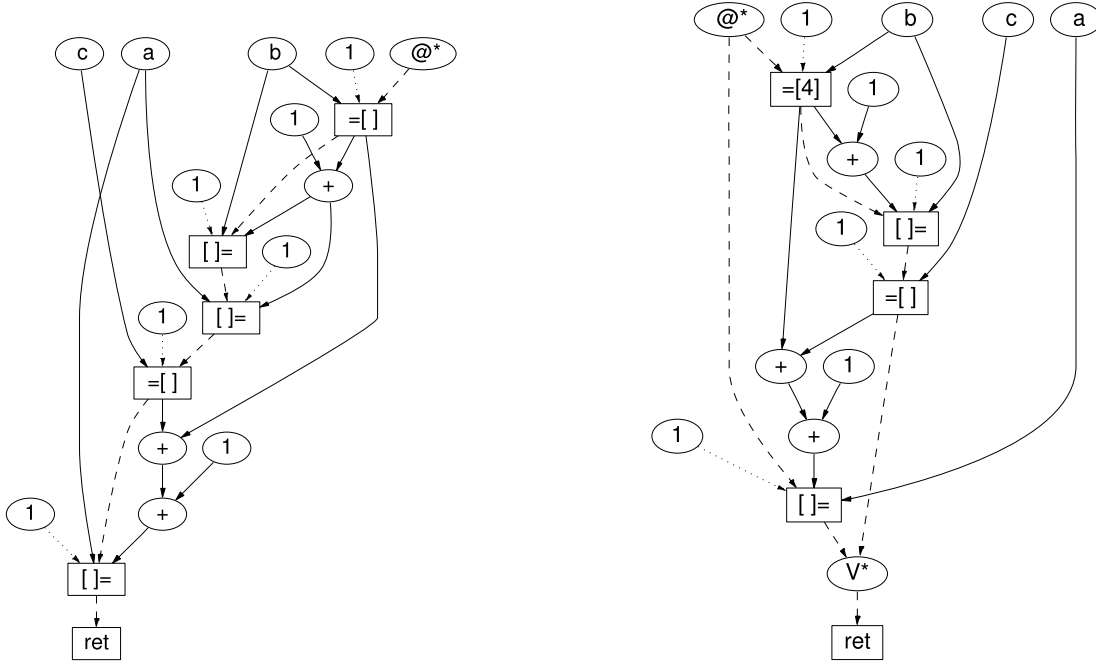 c a b 1 @*
1 =[ ]
1 +
[ ]= 1
[ ]=
1
=[ ]
+ 1
1 +
[ ]=
ret
@* 1 b c a
=[4] 1
+ 1
1 [ ]=
=[ ]
+ 1
1 +
[ ]=
V*
ret